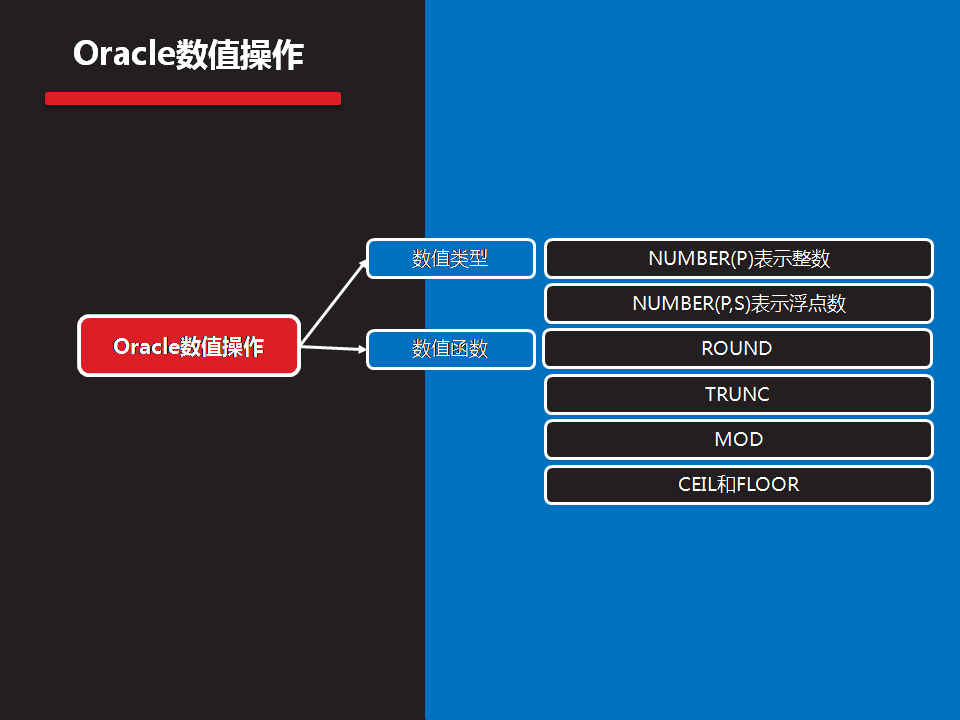 Oracle数值操作
数值类型
NUMBER(P)表示整数
NUMBER(P,S)表示浮点数
Oracle数值操作
数值函数
ROUND
TRUNC
MOD
CEIL和FLOOR